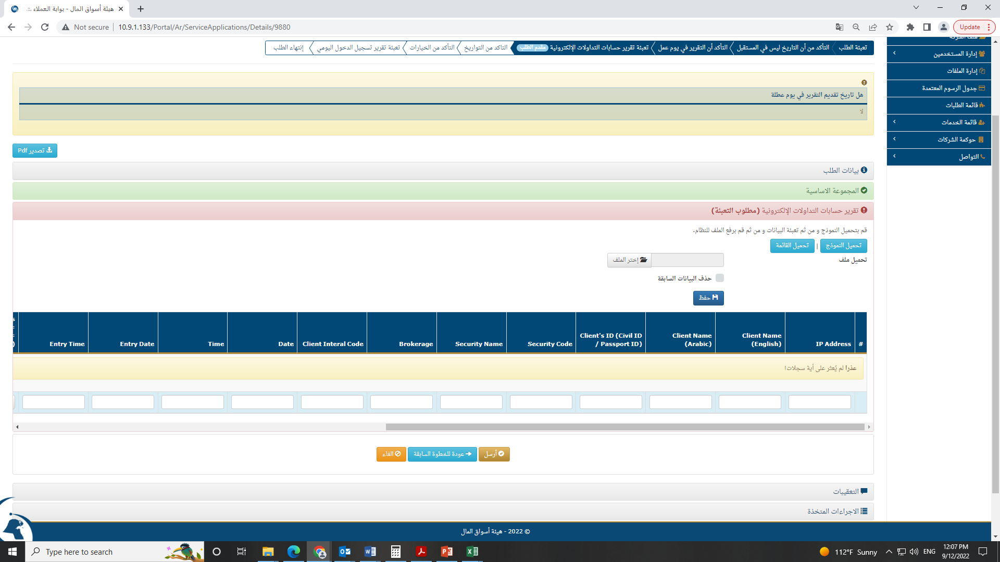 هيئة أسواق المال - بوابة العملاء .::.
Not secure
10.9.1.133/Portal/Ar/ServiceApplications/Details/9880
Update
تعبئة الطلب
التأكد من أن التاريخ ليس في المستقبل
التأكد أن التقرير في يوم عمل
تعبئة تقرير حسابات التداولات الإلكترونية مقدم الطلب
التاكد من التواريخ
التأكد من الخيارات
تعبئة تقرير تسجيل الدخول اليومي
إنتهاء الطلب
إدارة المستخدمين
إدارة الملفات
جدول الرسوم المعتمدة
قائمة الطلبات
قائمة الخدمات
حوكمة الشركات
التواصل
هل تاريخ تقديم التقرير في يوم عطلة
لا
تصدير Pdf
بيانات الطلب
المجموعة الاساسية
تقرير حسابات التداولات الإلكترونية (مطلوب التعبئة)
قم بتحميل النموذج و من ثم تعبئة البيانات و من ثم قم برفع الملف للنظام.
تحميل النموذج | تحميل القائمة
تحميل ملف
إختر الملف
حذف البيانات السابقة
حفظ
#
IP Address
Client Name (English)
Client Name (Arabic)
Client's ID (Civil ID / Passport ID)
Security Code
Security Name
Brokerage
Client Interal Code
Date
Time
Entry Date
Entry Time
عذرا لم يُعثر على أية سجلات!
أرسل
عودة للخطوة السابقة
الغاء
التعقيبات
الاجراءات المتخذة
© 2022 - هيئة أسواق المال
Type here to search
112°F Sunny
ENG
12:07 PM
9/12/2022